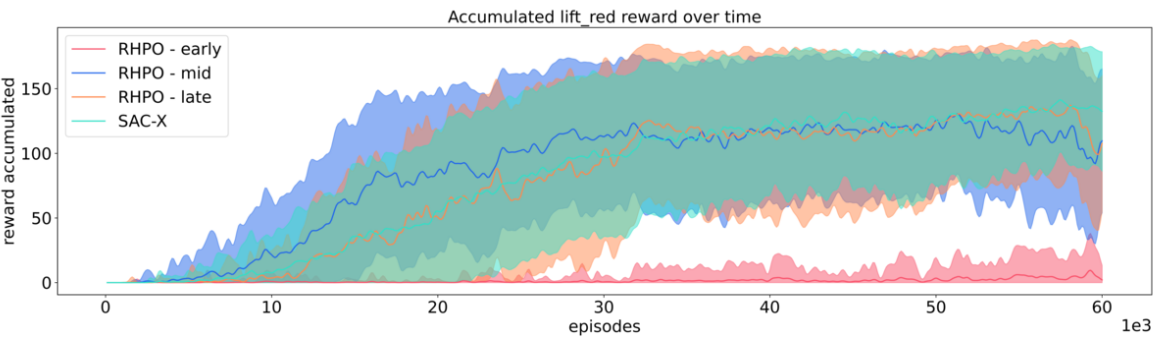 Accumulated lift_red reward over time
RHPO - early
RHPO - mid
RHPO - late
SAC-X
reward accumulated
150
100
50
0
0 10 20 30 40 50 60
1e3
episodes